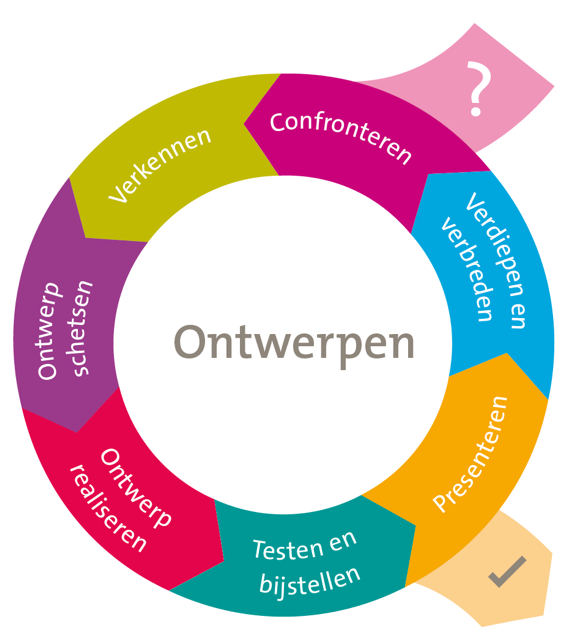 ?
Confronteren
Verkennen
Ontwerp
schetsen
Ontwerp
realiseren
Testen en
bijstellen
Presenteren
Verdiepen en
verbreden
Ontwerpen